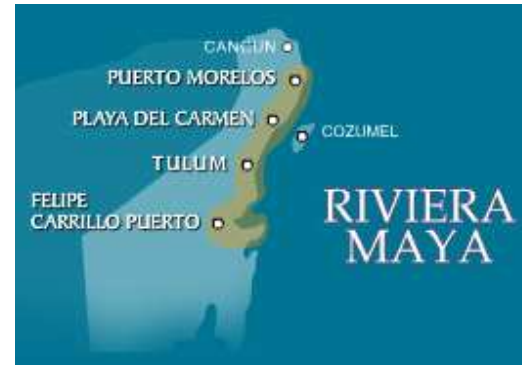 CANCUN
PUERTO MORELOS
PLAYA DEL CARMEN
COZUMEL
TULUM
FELIPE
CARRILLO PUERTO
RIVIERA
MAYA